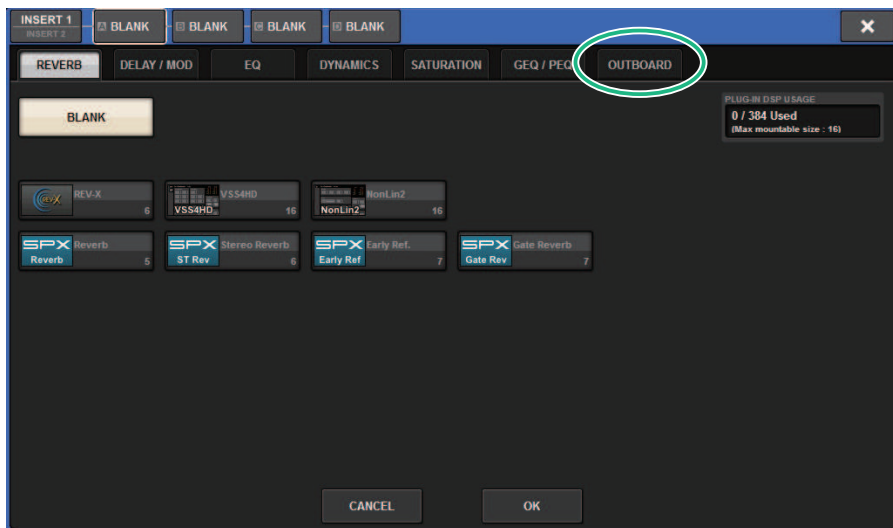 INSERT 1
INSERT 2
A BLANK
B BLANK
C BLANK
D BLANK
REVERB
DELAY / MOD
EQ
DYNAMICS
SATURATION
GEQ / PEQ
OUTBOARD
BLANK
PLUG-IN DSP USAGE
0 / 384 Used
(Max mountable size : 16)
REV-X
REV-X
6
VSS4HD
VSS4HD
16
NonLin2
NonLin2
16
SPX
Reverb
Reverb
5
SPX
ST Rev
Stereo Reverb
6
SPX
Early Ref
Early Ref.
7
SPX
Gate Rev
Gate Reverb
7
CANCEL
OK